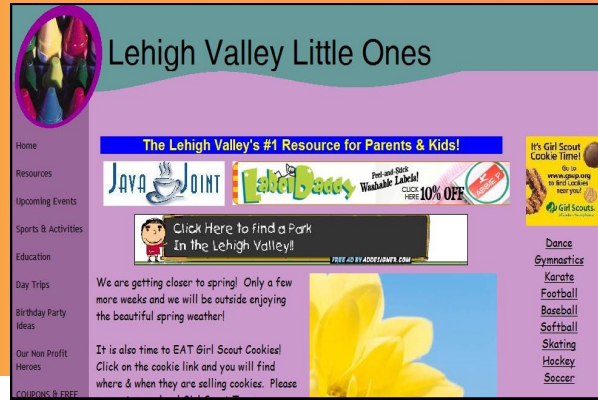 Lehigh Valley Little Ones
Home
Resources
Upcoming Events
Sports & Activities
Education
Day Trips
Birthday Party
Ideas
Our Non Profit
Heroes
COUPONS & FREE
The Lehigh Valley's #1 Resource for Parents & Kids!
JAVA JOINT
Label Daddy
Peel-and-Stick
Washable Labels!
CLICK
HERE 10% OFF
Click Here to find a Park
In the Lehigh Valley!!
FREE AD BY ADDESIGNER.COM
We are getting closer to spring! Only a few
more weeks and we will be outside enjoying
the beautiful spring weather!
It is also time to EAT Girl Scout Cookies!
Click on the cookie link and you will find
where & when they are selling cookies. Please
It's Girl Scout
Cookie Time!
Go to
www.gsep.org
to find Cookies
near you!
Girl Scouts
Dance
Gymnastics
Karate
Football
Baseball
Softball
Skating
Hockey
Soccer